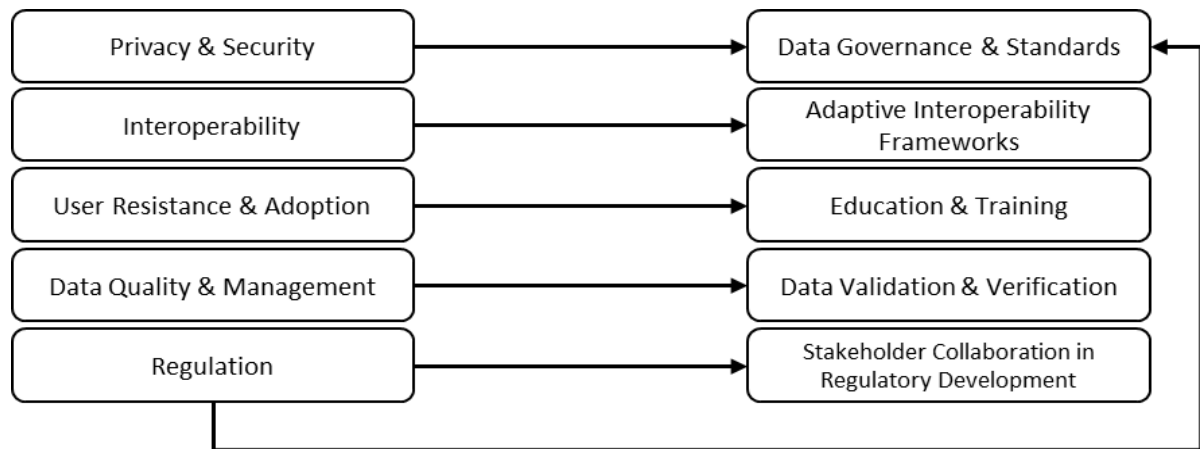 Privacy & Security
Data Governance & Standards
Interoperability
Adaptive Interoperability
Frameworks
User Resistance & Adoption
Education & Training
Data Quality & Management
Data Validation & Verification
Regulation
Stakeholder Collaboration in
Regulatory Development